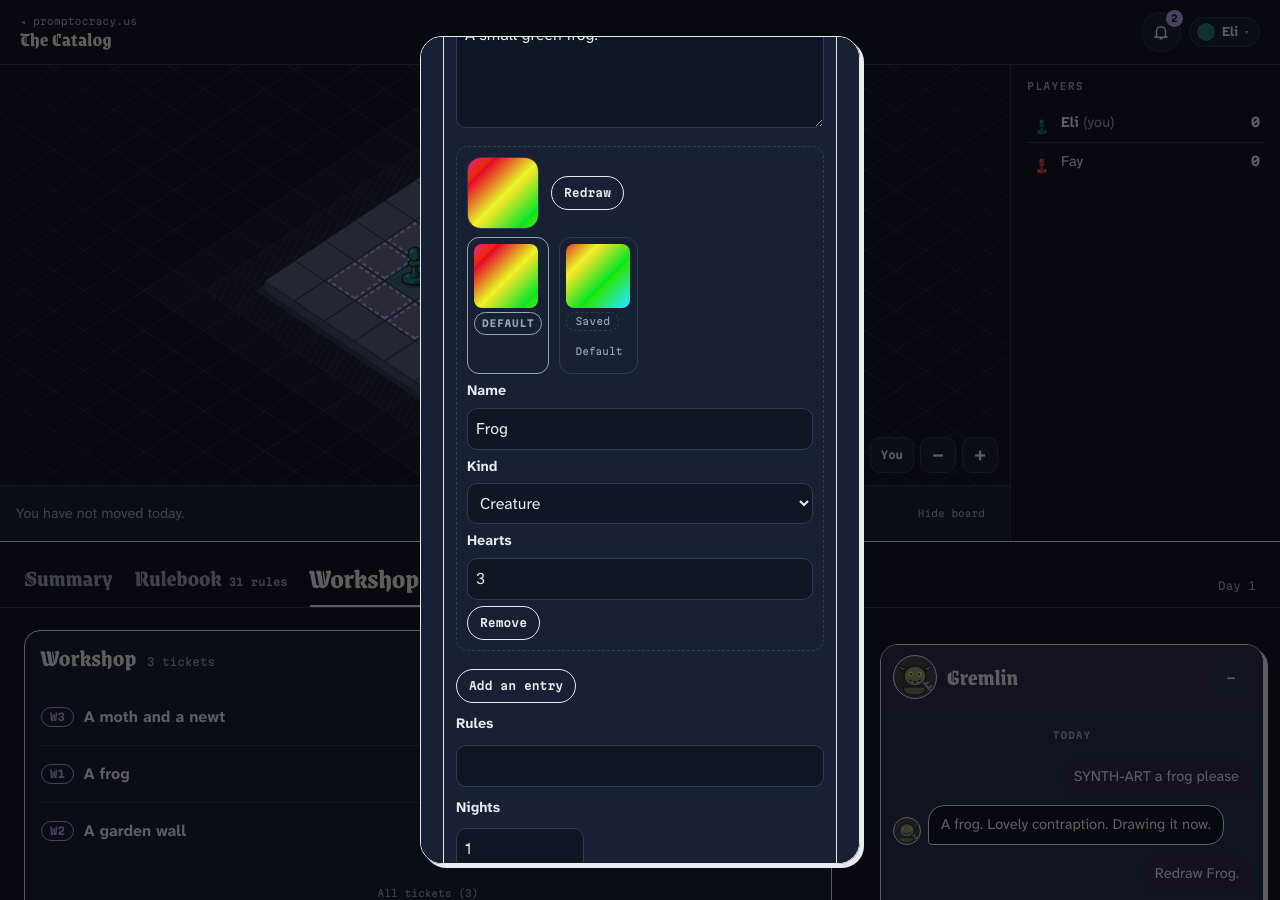 ◂ promptocracy.us
The Catalog
2
Eli
PLAYERS
Eli (you) 0
Fay 0
A small green frog.
Redraw
DEFAULT
Saved
Default
Name
Frog
Kind
Creature
Hearts
3
Remove
Add an entry
Rules
Nights
1
You − +
You have not moved today.
Hide board
Summary Rulebook 31 rules Workshop
Day 1
Workshop 3 tickets
W3 A moth and a newt
W1 A frog
W2 A garden wall
All tickets (3)
Gremlin −
TODAY
SYNTH-ART a frog please
A frog. Lovely contraption. Drawing it now.
Redraw Frog.